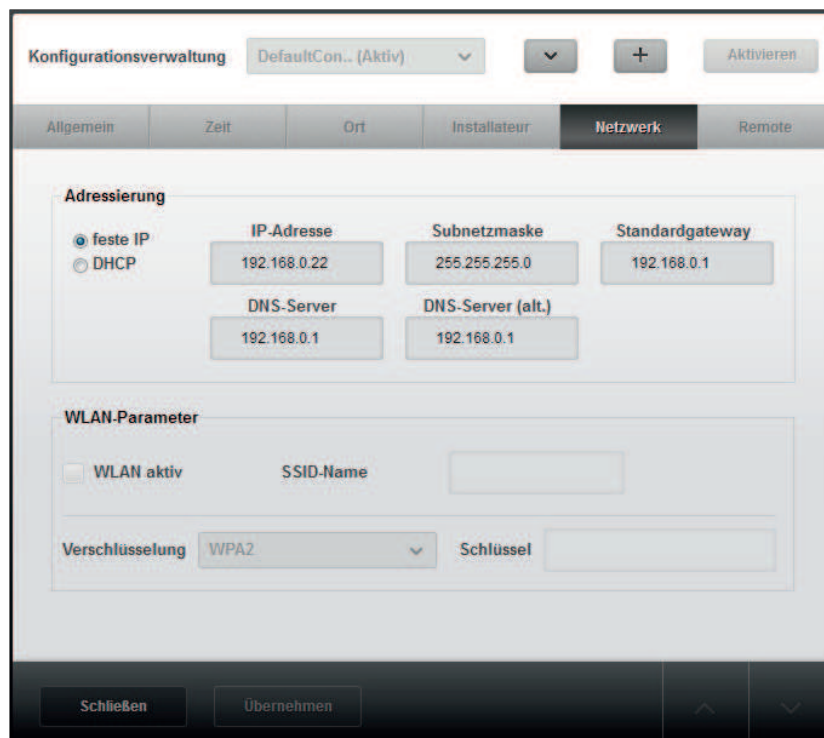 Konfigurationsverwaltung DefaultCon.. (Aktiv) + Aktivieren
Allgemein Zeit Ort Installateur Netzwerk Remote
Adressierung
feste IP
DHCP
IP-Adresse Subnetzmaske Standardgateway
192.168.0.22 255.255.255.0 192.168.0.1
DNS-Server DNS-Server (alt.)
192.168.0.1 192.168.0.1
WLAN-Parameter
WLAN aktiv SSID-Name
Verschlüsselung WPA2 Schlüssel
Schließen Übernehmen